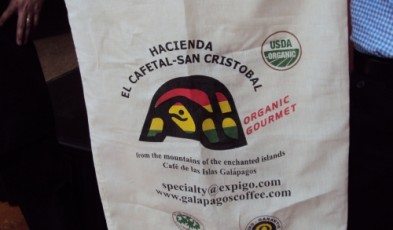 HACIENDA
EL CAFETAL-SAN CRISTOBAL
USDA
ORGANIC
ORGANIC
GOURMET
from the mountains of the enchanted islands
Café de las Islas Galápagos
specialty@expigo.com
www.galapagoscoffee.com